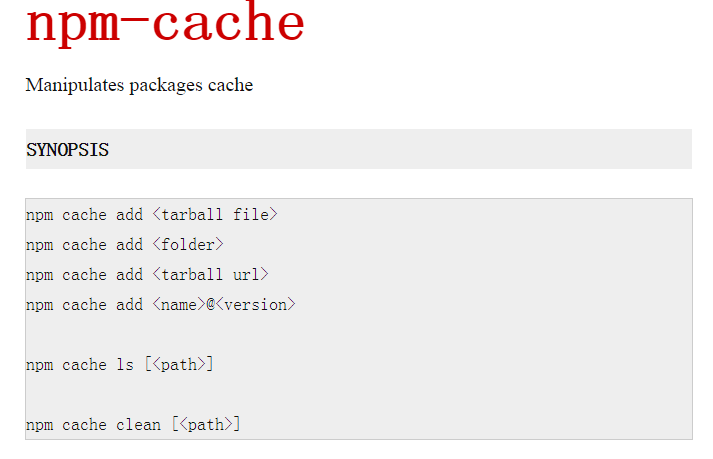 npm-cache
Manipulates packages cache
SYNOPSIS
npm cache add <tarball file>
npm cache add <folder>
npm cache add <tarball url>
npm cache add <name>@<version>
npm cache ls [<path>]
npm cache clean [<path>]